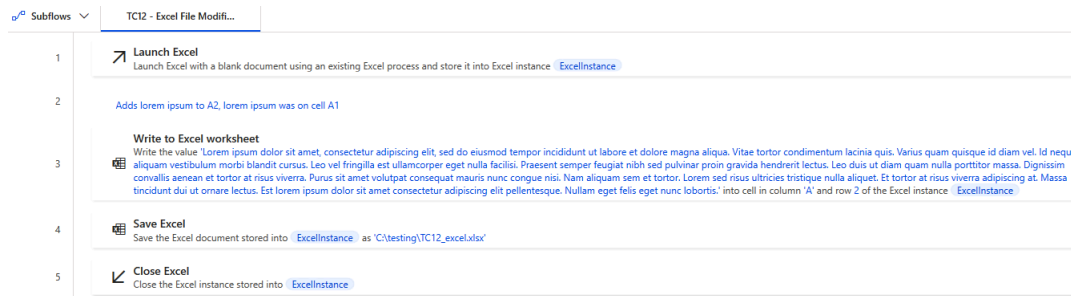 Subflows
TC12 - Excel File Modifi...
1
Launch Excel
Launch Excel with a blank document using an existing Excel process and store it into Excel instance ExcelInstance
2
Adds lorem ipsum to A2, lorem ipsum was on cell A1
3
Write to Excel worksheet
Write the value 'Lorem ipsum dolor sit amet, consectetur adipiscing elit, sed do eiusmod tempor incididunt ut labore et dolore magna aliqua. Vitae tortor condimentum lacinia quis. Varius quam quisque id diam vel. Id nequ
aliquam vestibulum morbi blandit cursus. Leo vel fringilla est ullamcorper eget nulla facilisi. Praesent semper feugiat nibh sed pulvinar proin gravida hendrerit lectus. Leo duis ut diam quam nulla porttitor massa. Dignissim
convallis aenean et tortor at risus viverra. Purus sit amet volutpat consequat mauris nunc congue nisi. Nam aliquam sem et tortor. Lorem sed risus ultricies tristique nulla aliquet. Et tortor at risus viverra adipiscing at. Massa
tincidunt dui ut ornare lectus. Est lorem ipsum dolor sit amet consectetur adipiscing elit pellentesque. Nullam eget felis eget nunc lobortis.' into cell in column 'A' and row 2 of the Excel instance ExcelInstance
4
Save Excel
Save the Excel document stored into ExcelInstance as 'C:\testing\TC12_excel.xlsx'
5
Close Excel
Close the Excel instance stored into ExcelInstance